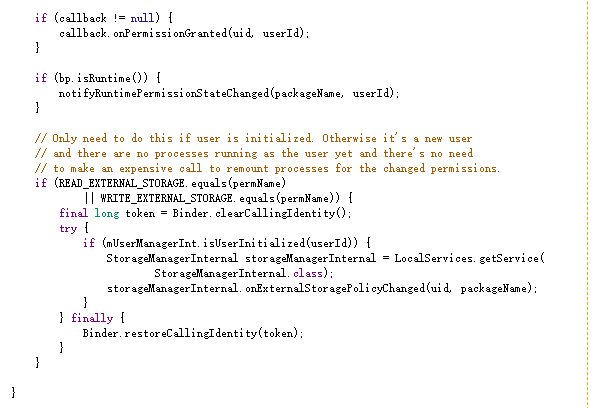 if (callback != null) {
callback.onPermissionGranted(uid, userId);
}
if (bp.isRuntime()) {
notifyRuntimePermissionStateChanged(packageName, userId);
}
// Only need to do this if user is initialized. Otherwise it's a new user
// and there are no processes running as the user yet and there's no need
// to make an expensive call to remount processes for the changed permissions.
if (READ_EXTERNAL_STORAGE.equals(permName)
|| WRITE_EXTERNAL_STORAGE.equals(permName)) {
final long token = Binder.clearCallingIdentity();
try {
if (mUserManagerInt.isUserInitialized(userId)) {
StorageManagerInternal storageManagerInternal = LocalServices.getService(
StorageManagerInternal.class);
storageManagerInternal.onExternalStoragePolicyChanged(uid, packageName);
}
} finally {
Binder.restoreCallingIdentity(token);
}
}
}